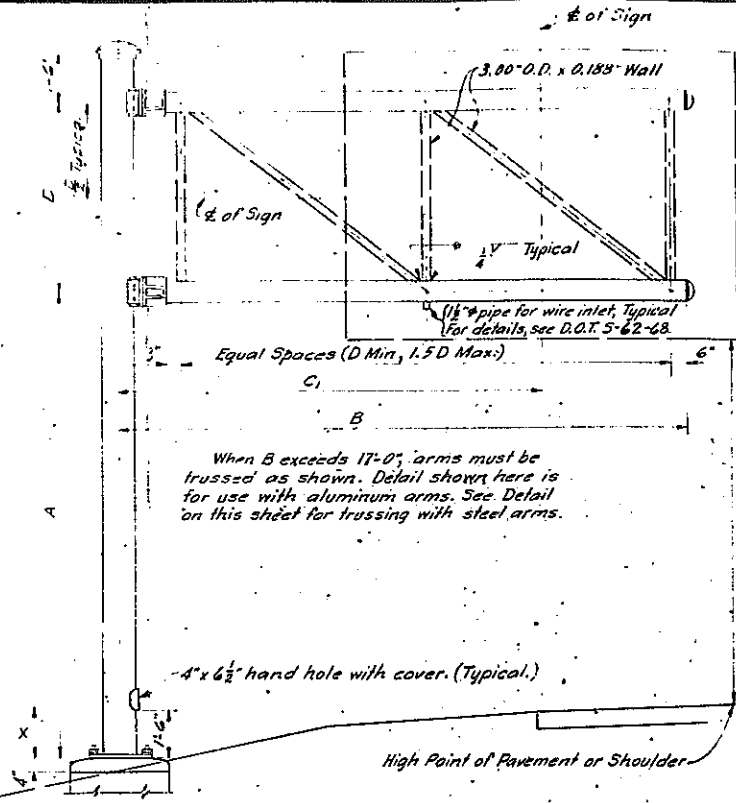 ℄ of Sign
3.00" O.D. x 0.188" Wall
1'-6"
Typical
D
℄ of Sign
1/4 V Typical
1½"⌀ pipe for wire inlet, Typical
For details, see D.O.T. S-62-68
3"
Equal Spaces (D Min, 1.5 D Max.)
6"
C₁
B
When B exceeds 17'-0", arms must be
trussed as shown. Detail shown here is
for use with aluminum arms. See Detail
on this sheet for trussing with steel arms.
A
4" x 6½" hand hole with cover. (Typical.)
X
1'-6"
4"
High Point of Pavement or Shoulder